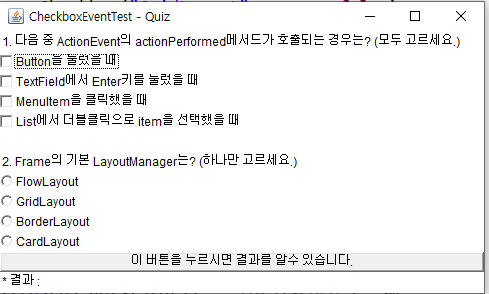 CheckboxEventTest - Quiz
1. 다음 중 ActionEvent의 actionPerformed메서드가 호출되는 경우는? (모두 고르세요.)
Button을 눌렀을 때
TextField에서 Enter키를 눌렀을 때
MenuItem을 클릭했을 때
List에서 더블클릭으로 item을 선택했을 때
2. Frame의 기본 LayoutManager는? (하나만 고르세요.)
FlowLayout
GridLayout
BorderLayout
CardLayout
이 버튼을 누르시면 결과를 알수 있습니다.
* 결과 :